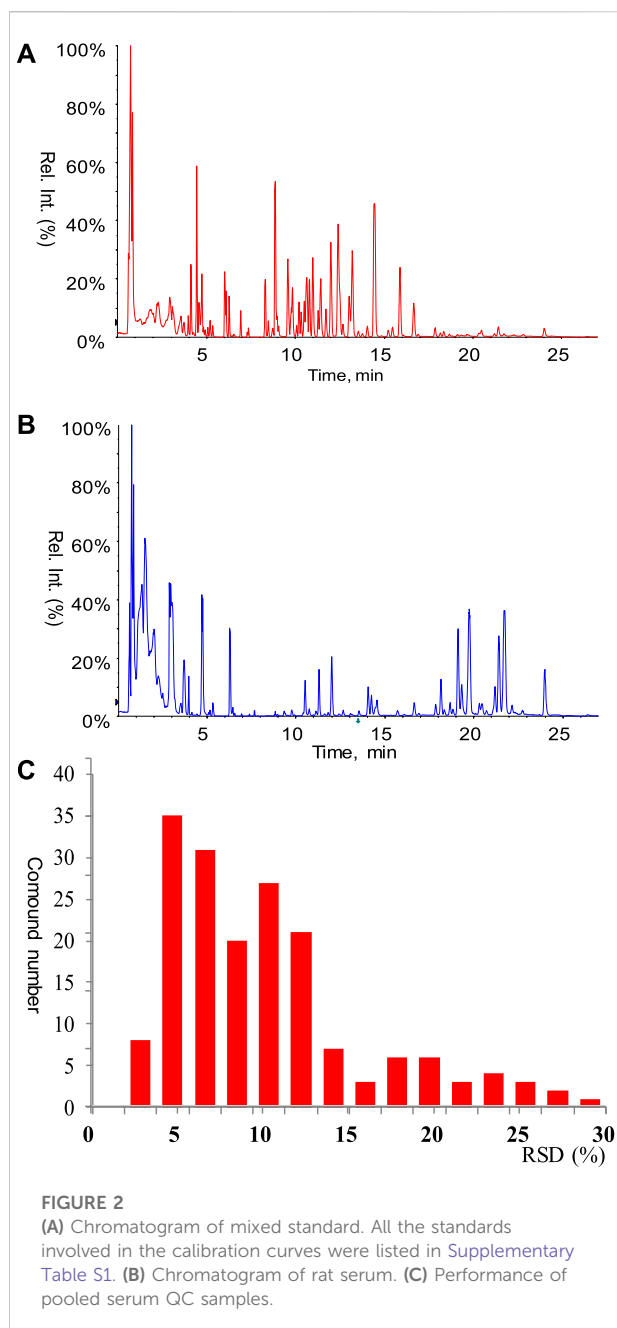 A
100%
80%
60%
40%
20%
0%
Rel. Int. (%)
5 10 15 20 25
Time, min
B
100%
80%
60%
40%
20%
0%
Rel. Int. (%)
5 10 15 20 25
Time, min
C
40
35
30
25
20
15
10
5
0
Comound number
0 5 10 15 20 25 30
RSD (%)
FIGURE 2
(A) Chromatogram of mixed standard. All the standards
involved in the calibration curves were listed in Supplementary
Table S1. (B) Chromatogram of rat serum. (C) Performance of
pooled serum QC samples.